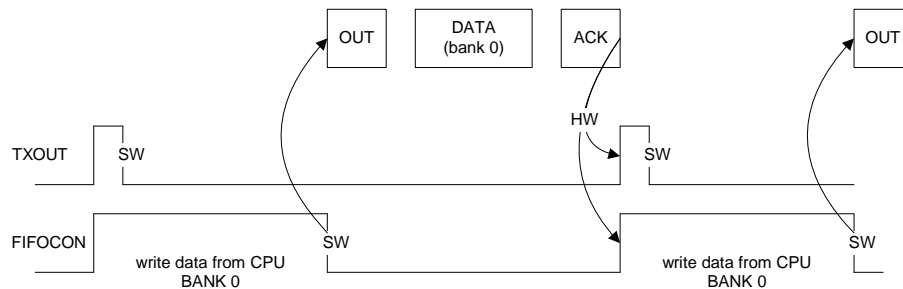 OUT
DATA
(bank 0)
ACK
OUT
HW
TXOUT
SW
SW
FIFOCON
SW
SW
write data from CPU
BANK 0
write data from CPU
BANK 0